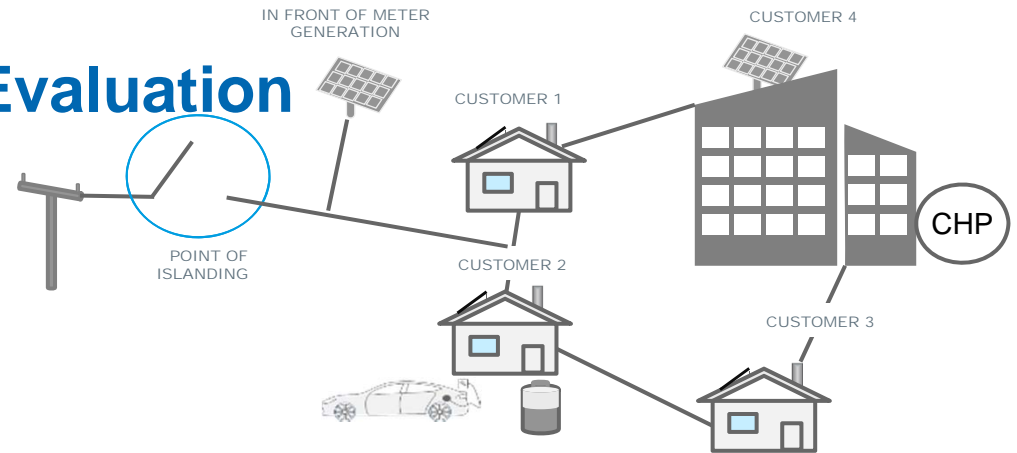 IN FRONT OF METER
GENERATION
CUSTOMER 4
Evaluation
CUSTOMER 1
CHP
POINT OF
ISLANDING
CUSTOMER 2
CUSTOMER 3